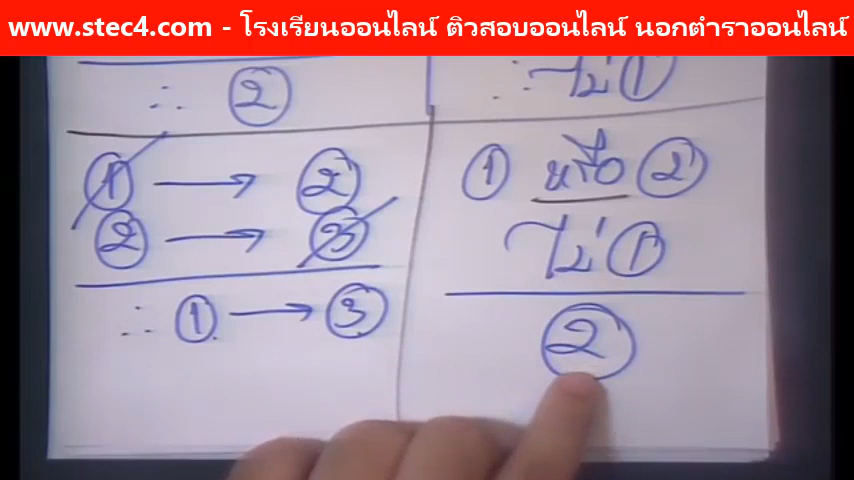 www.stec4.com - โรงเรียนออนไลน์ ติวสอบออนไลน์ นอกตำราออนไลน์
∴ ②
∴ ไม่ ①
① → ②
② → ③
∴ ① → ③
① หรือ ②
ไม่ ①
②